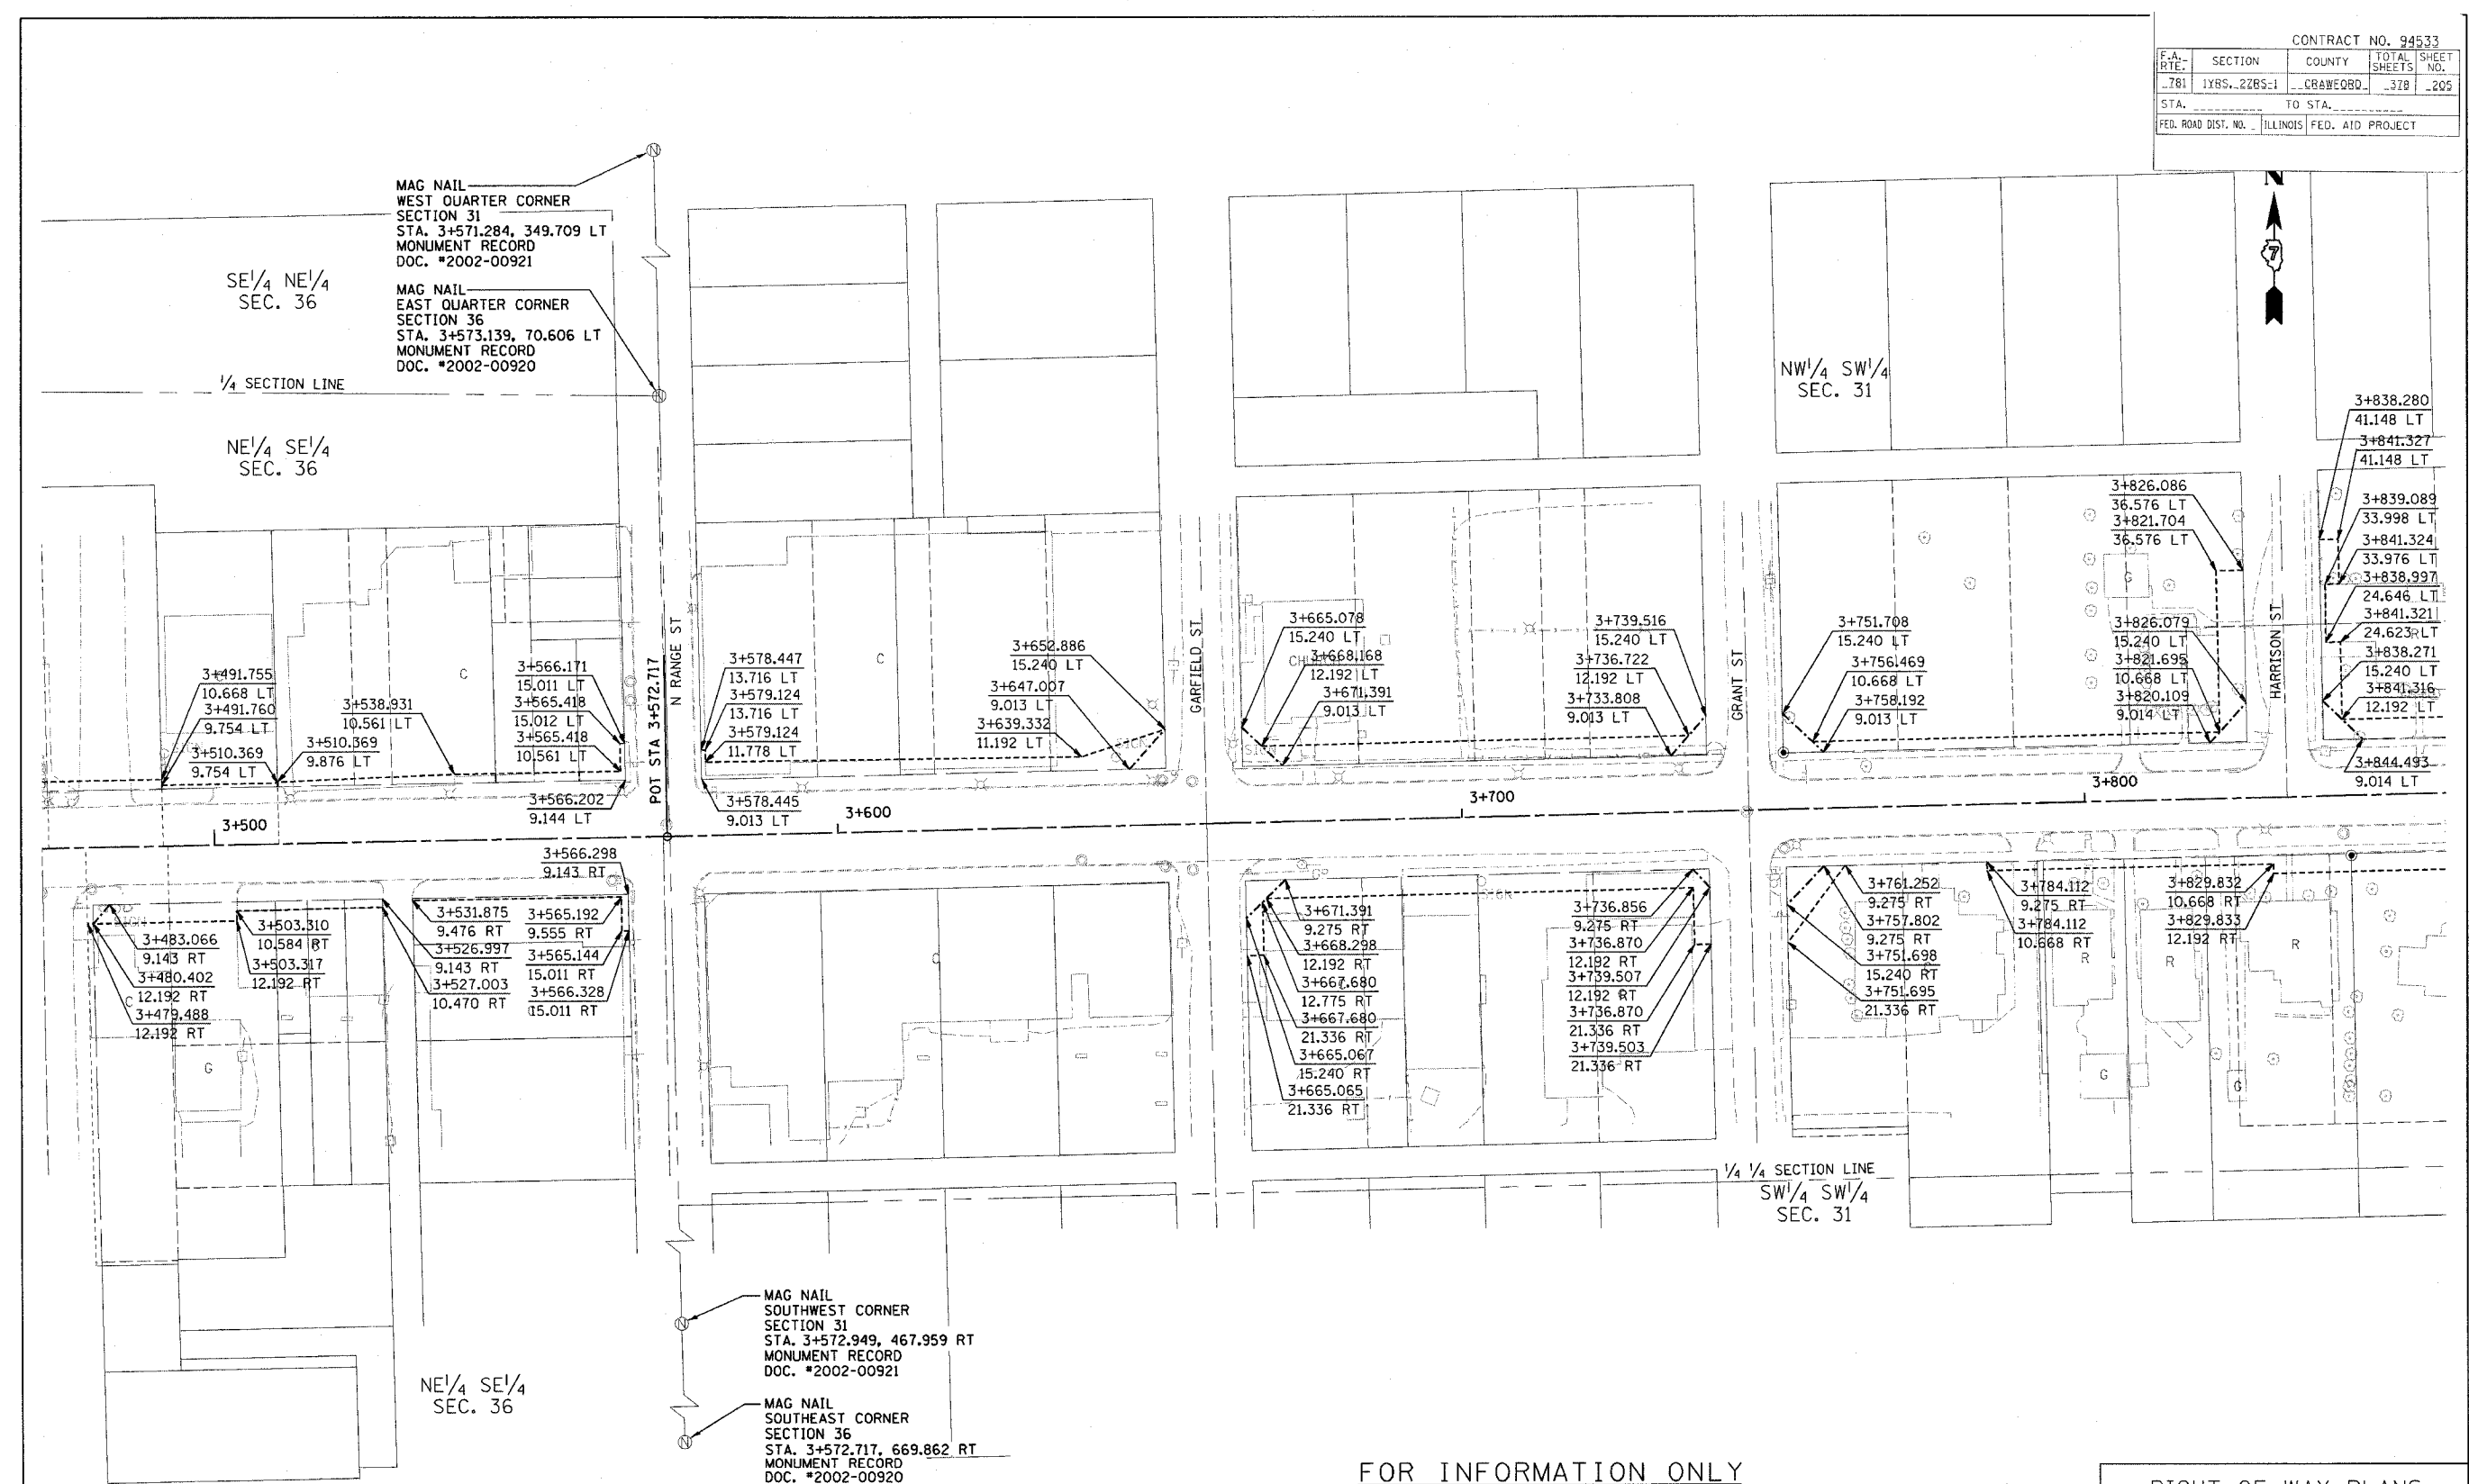 CONTRACT NO. 94533
F.A. RTE. SECTION COUNTY TOTAL SHEETS SHEET NO.
781 1YBS, 2ZBS-1 CRAWFORD 378 205
STA. TO STA.
FED. ROAD DIST. NO. ILLINOIS FED. AID PROJECT
N
7
MAG NAIL
WEST QUARTER CORNER
SECTION 31
STA. 3+571.284, 349.709 LT
MONUMENT RECORD
DOC. #2002-00921
MAG NAIL
EAST QUARTER CORNER
SECTION 36
STA. 3+573.139, 70.606 LT
MONUMENT RECORD
DOC. #2002-00920
SE1/4 NE1/4
SEC. 36
1/4 SECTION LINE
NE1/4 SE1/4
SEC. 36
NW1/4 SW1/4
SEC. 31
3+491.755
10.668 LT
3+491.760
9.754 LT
3+510.369
9.754 LT
3+510.369
9.876 LT
3+538.931
10.561 LT
3+566.171
15.011 LT
3+565.418
15.012 LT
3+565.418
10.561 LT
3+566.202
9.144 LT
POT STA 3+572.717
N RANGE ST
3+578.447
13.716 LT
3+579.124
13.716 LT
3+579.124
11.778 LT
3+578.445
9.013 LT
3+652.886
15.240 LT
3+647.007
9.013 LT
3+639.332
11.192 LT
GARFIELD ST
3+665.078
15.240 LT
3+668.168
12.192 LT
3+671.391
9.013 LT
3+739.516
15.240 LT
3+736.722
12.192 LT
3+733.808
9.013 LT
GRANT ST
3+751.708
15.240 LT
3+756.469
10.668 LT
3+758.192
9.013 LT
3+826.086
36.576 LT
3+821.704
36.576 LT
3+826.079
15.240 LT
3+821.695
10.668 LT
3+820.109
9.014 LT
HARRISON ST
3+838.280
41.148 LT
3+841.327
41.148 LT
3+839.089
33.998 LT
3+841.324
33.976 LT
3+838.997
24.646 LT
3+841.321
24.623 LT
3+838.271
15.240 LT
3+841.316
12.192 LT
3+844.493
9.014 LT
3+500
3+600
3+700
3+800
3+483.066
9.143 RT
3+480.402
12.192 RT
3+479.488
12.192 RT
3+503.310
10.584 RT
3+503.317
12.192 RT
3+566.298
9.143 RT
3+531.875
9.476 RT
3+526.997
9.143 RT
3+527.003
10.470 RT
3+565.192
9.555 RT
3+565.144
15.011 RT
3+566.328
15.011 RT
3+671.391
9.275 RT
3+668.298
12.192 RT
3+667.680
12.775 RT
3+667.680
21.336 RT
3+665.067
15.240 RT
3+665.065
21.336 RT
3+736.856
9.275 RT
3+736.870
12.192 RT
3+739.507
12.192 RT
3+736.870
21.336 RT
3+739.503
21.336 RT
3+761.252
9.275 RT
3+757.802
9.275 RT
3+751.698
15.240 RT
3+751.695
21.336 RT
3+784.112
9.275 RT
3+784.112
10.668 RT
3+829.832
10.668 RT
3+829.833
12.192 RT
C
C
G
C
G
C
R
R
R
G
G
1/4 1/4 SECTION LINE
SW1/4 SW1/4
SEC. 31
MAG NAIL
SOUTHWEST CORNER
SECTION 31
STA. 3+572.949, 467.959 RT
MONUMENT RECORD
DOC. #2002-00921
MAG NAIL
SOUTHEAST CORNER
SECTION 36
STA. 3+572.717, 669.862 RT
MONUMENT RECORD
DOC. #2002-00920
NE1/4 SE1/4
SEC. 36
FOR INFORMATION ONLY
RIGHT OF WAY PLANS